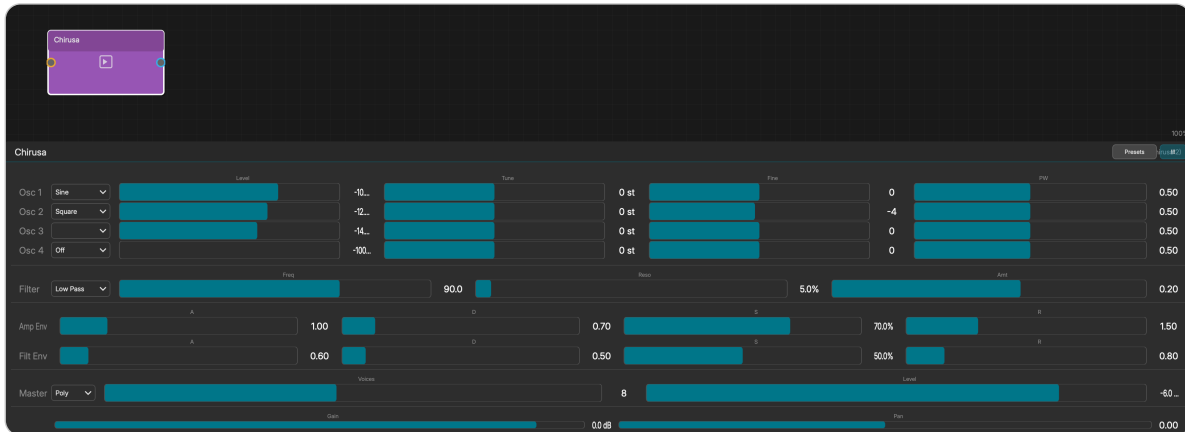 Chirusa
1001
Chirusa
Presets
Level Tune Fine PW
Osc 1 Sine -10... 0 st 0 0.50
Osc 2 Square -12... 0 st -4 0.50
Osc 3 -14... 0 st 0 0.50
Osc 4 Off -100... 0 st 0 0.50
Freq Reso Amt
Filter Low Pass 90.0 5.0% 0.20
A D S R
Amp Env 1.00 0.70 70.0% 1.50
A D S R
Filt Env 0.60 0.50 50.0% 0.80
Voices Level
Master Poly 8 -6.0 ...
Gain Pan
0.0 dB 0.00